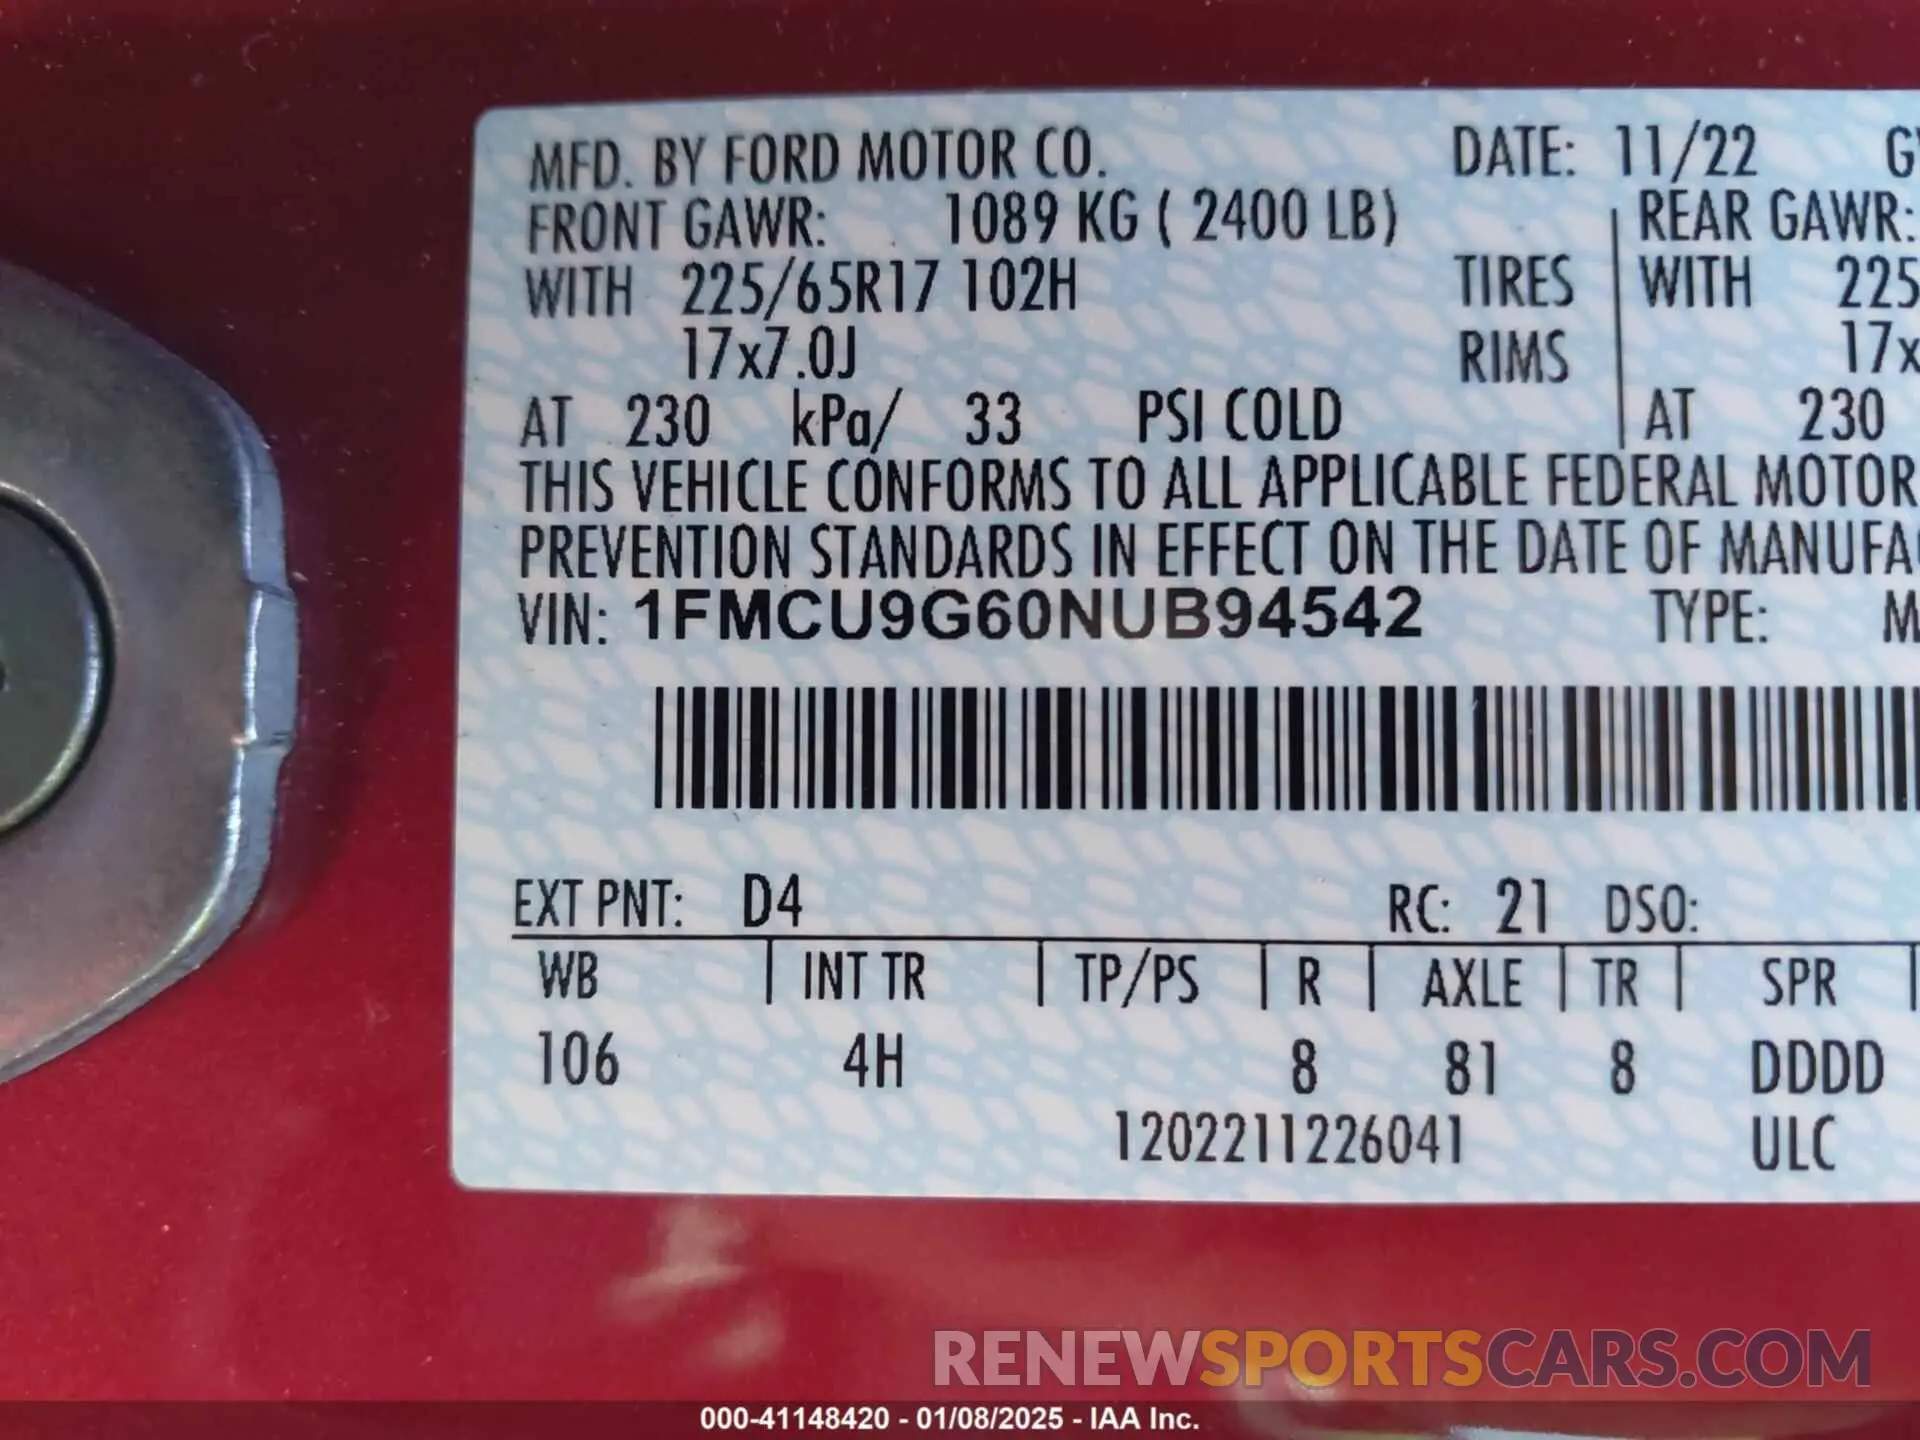 MFD. BY FORD MOTOR CO. DATE: 11/22
FRONT GAWR: 1089 KG ( 2400 LB) REAR GAWR:
WITH 225/65R17 102H TIRES WITH 225
17x7.0J RIMS 17x
AT 230 kPa/ 33 PSI COLD AT 230
THIS VEHICLE CONFORMS TO ALL APPLICABLE FEDERAL MOTOR
PREVENTION STANDARDS IN EFFECT ON THE DATE OF
VIN: 1FMCU9G60NUB94542 TYPE: M
EXT PNT: D4 RC: 21 DSO:
WB INT TR TP/PS R AXLE TR SPR
106 4H 8 81 8 DDDD
1202211226041 ULC
RENEWSPORTSCARS.COM
000-41148420 - 01/08/2025 - IAA Inc.